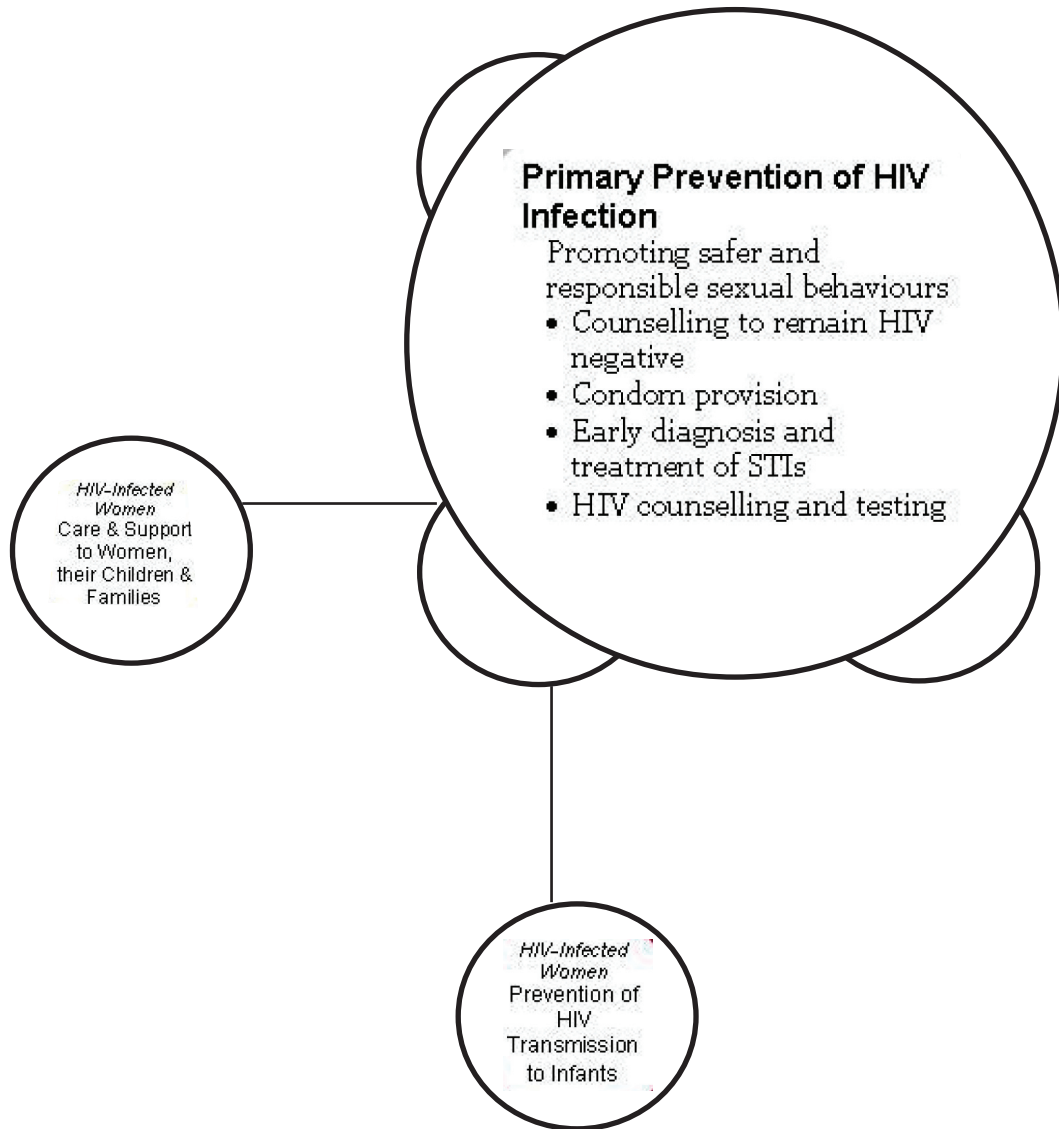 Primary Prevention of HIV
Infection
Promoting safer and
responsible sexual behaviours
• Counselling to remain HIV
negative
• Condom provision
• Early diagnosis and
treatment of STIs
• HIV counselling and testing
HIV-Infected
Women
Care & Support
to Women,
their Children &
Families
HIV-Infected
Women
Prevention of
HIV
Transmission
to Infants